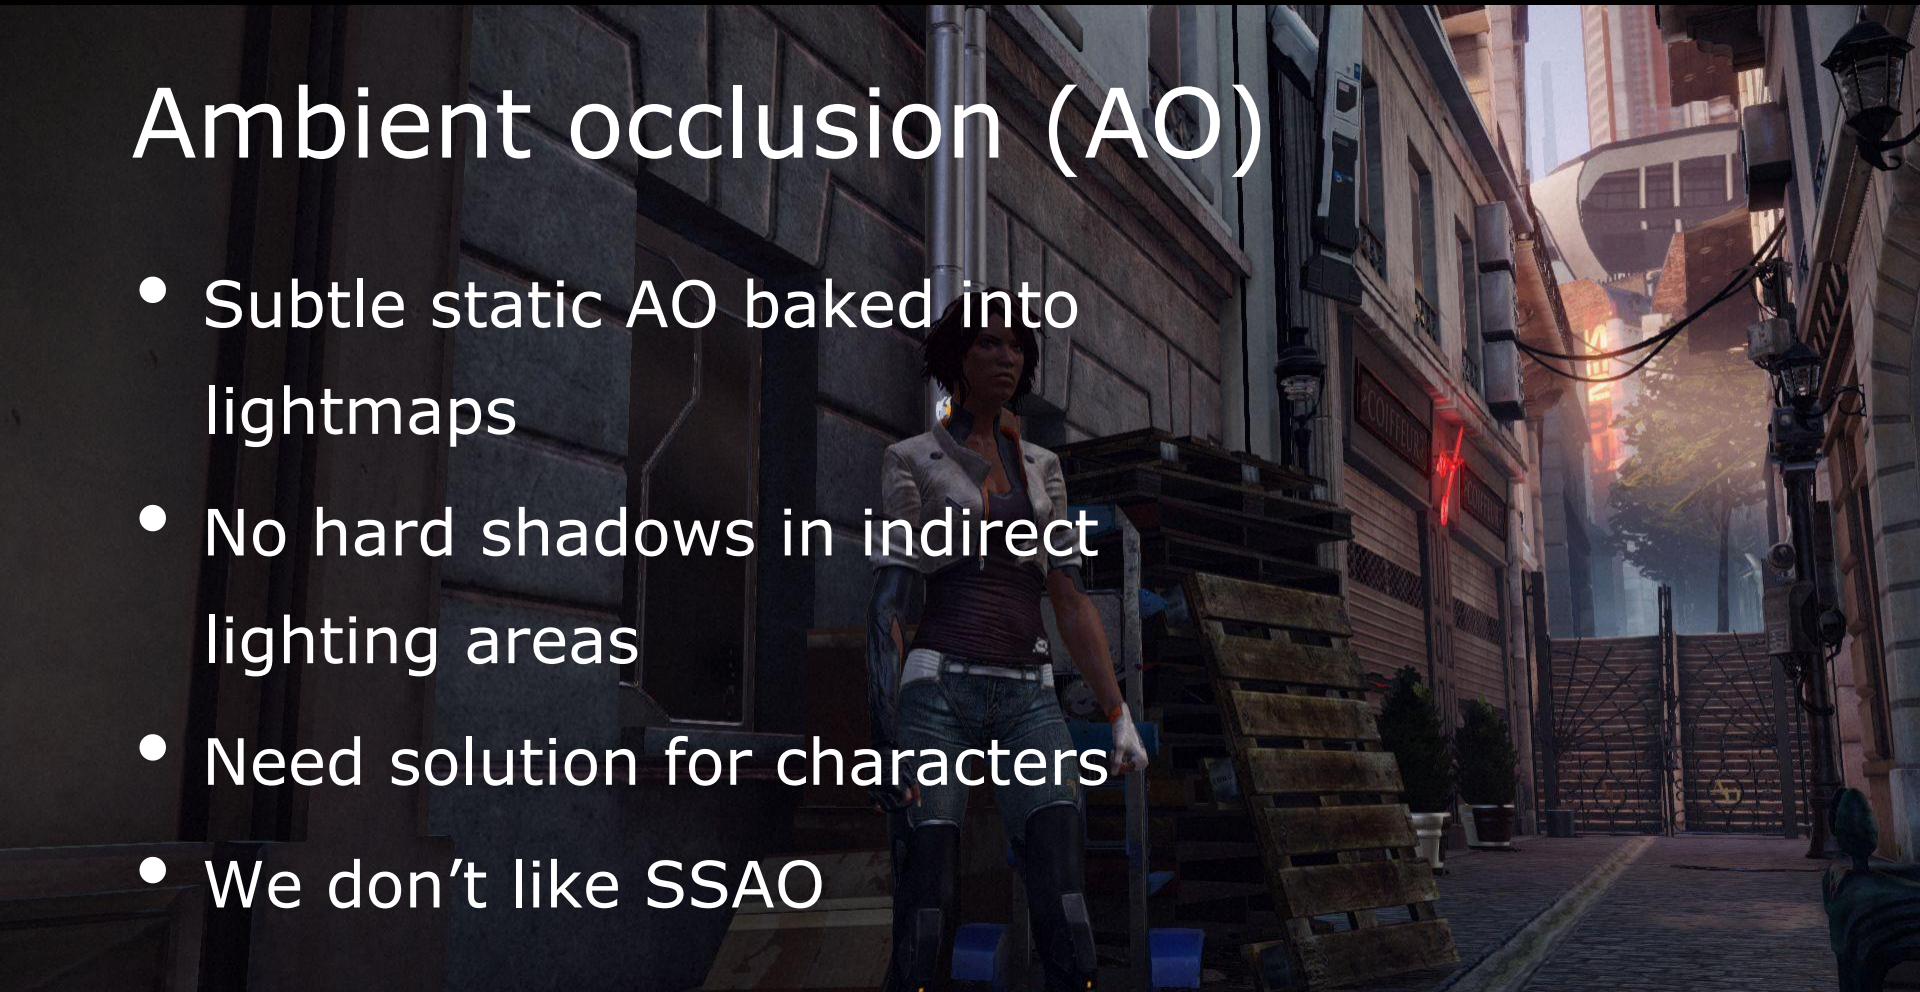 Ambient occlusion (AO)
• Subtle static AO baked into
lightmaps
• No hard shadows in indirect
lighting areas
• Need solution for characters
• We don’t like SSAO
COIFFEUR